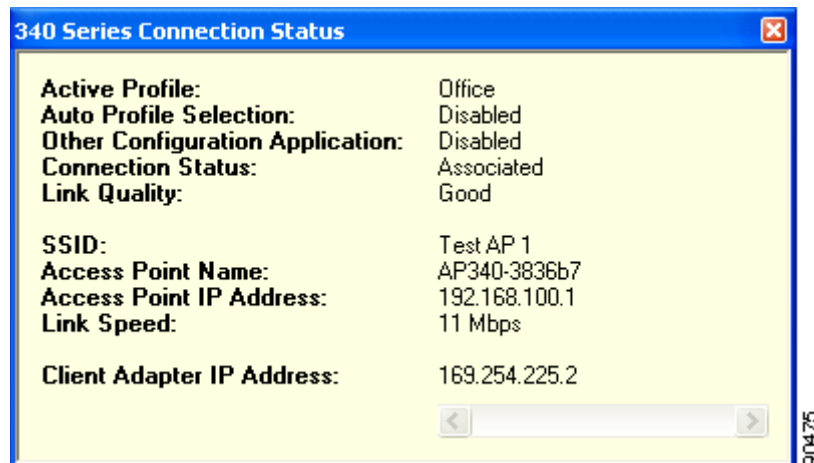 340 Series Connection Status
Active Profile: Office
Auto Profile Selection: Disabled
Other Configuration Application: Disabled
Connection Status: Associated
Link Quality: Good
SSID: Test AP 1
Access Point Name: AP340-3836b7
Access Point IP Address: 192.168.100.1
Link Speed: 11 Mbps
Client Adapter IP Address: 169.254.225.2
90475